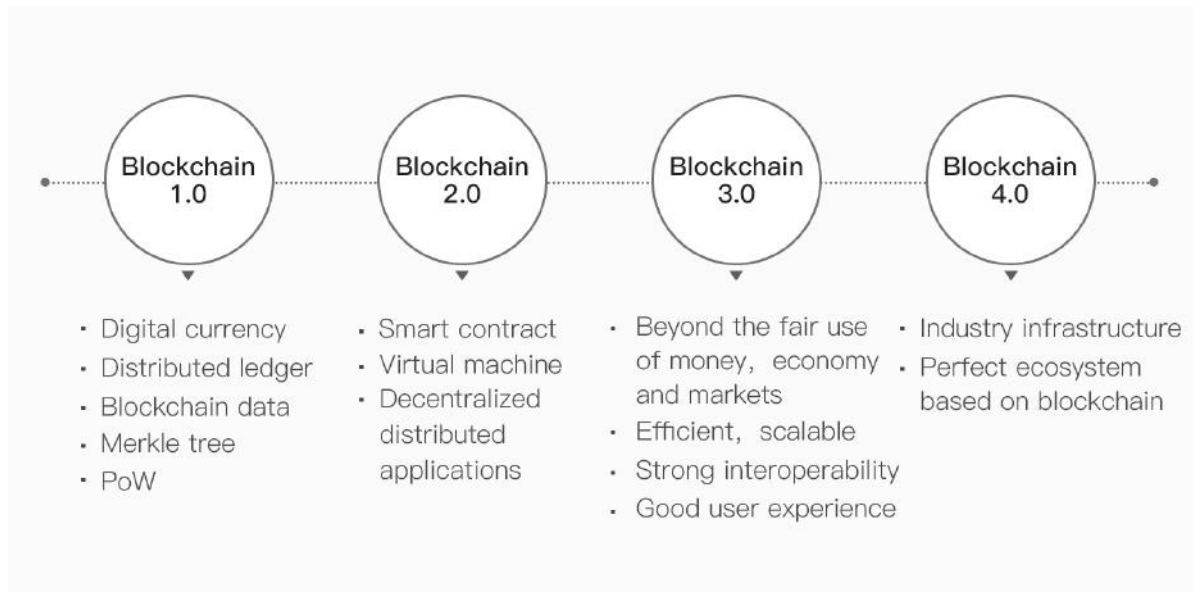 Blockchain
1.0
Blockchain
2.0
Blockchain
3.0
Blockchain
4.0
· Digital currency
· Distributed ledger
· Blockchain data
· Merkle tree
· PoW
· Smart contract
· Virtual machine
· Decentralized
distributed
applications
· Beyond the fair use
of money, economy
and markets
· Efficient, scalable
· Strong interoperability
· Good user experience
· Industry infrastructure
· Perfect ecosystem
based on blockchain